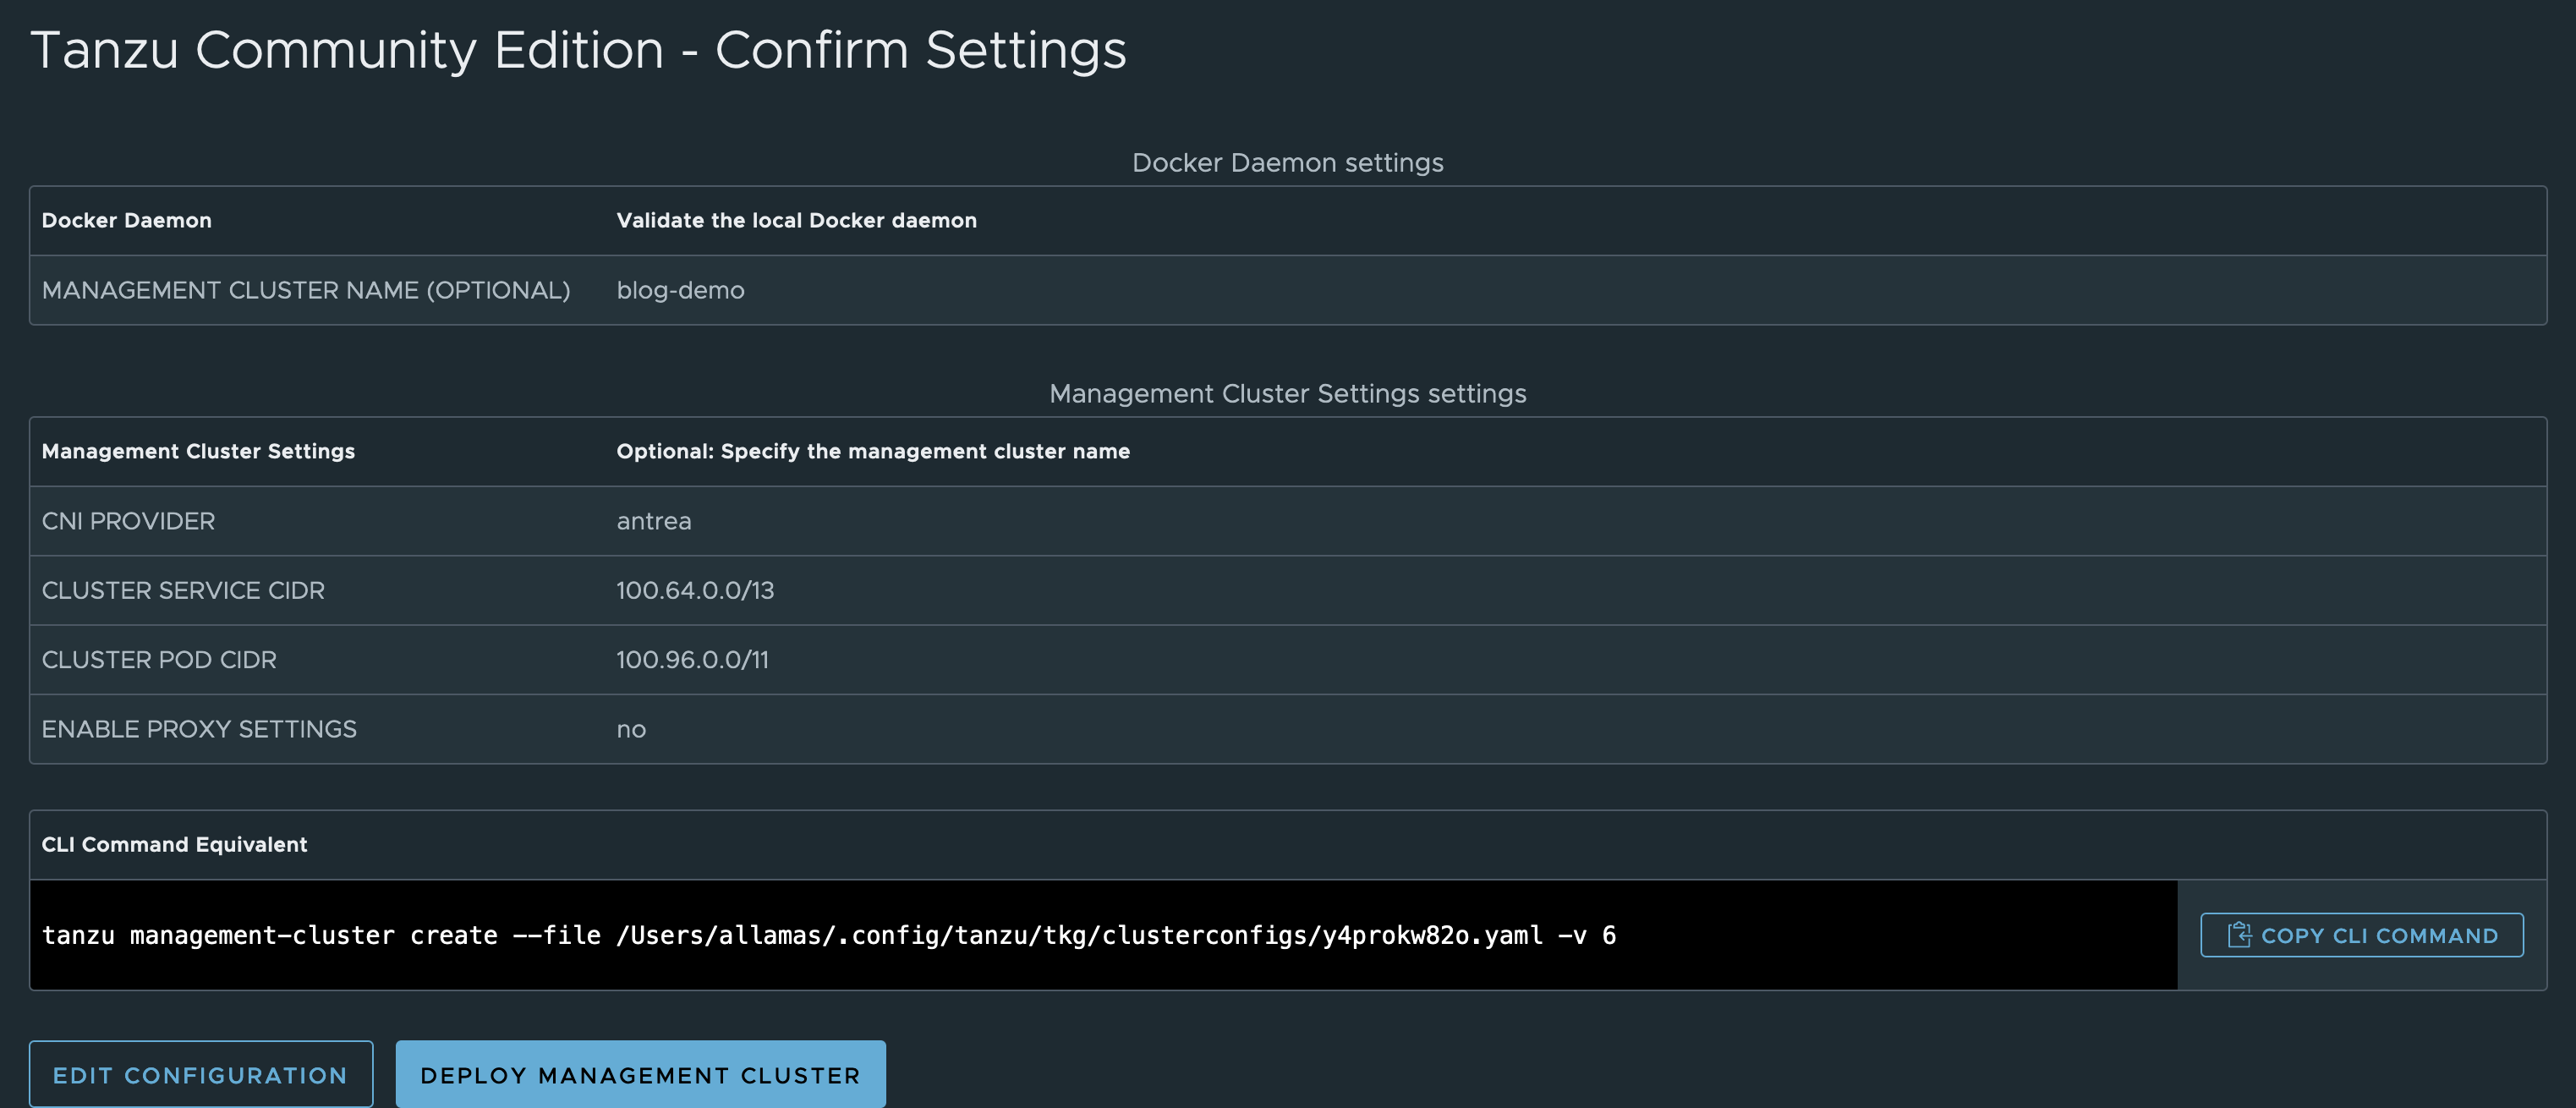 Tanzu Community Edition - Confirm Settings
Docker Daemon settings
Docker Daemon Validate the local Docker daemon
MANAGEMENT CLUSTER NAME (OPTIONAL) blog-demo
Management Cluster Settings settings
Management Cluster Settings Optional: Specify the management cluster name
CNI PROVIDER antrea
CLUSTER SERVICE CIDR 100.64.0.0/13
CLUSTER POD CIDR 100.96.0.0/11
ENABLE PROXY SETTINGS no
CLI Command Equivalent
tanzu management-cluster create --file /Users/allamas/.config/tanzu/tkg/clusterconfigs/y4prokw82o.yaml -v 6
COPY CLI COMMAND
EDIT CONFIGURATION DEPLOY MANAGEMENT CLUSTER